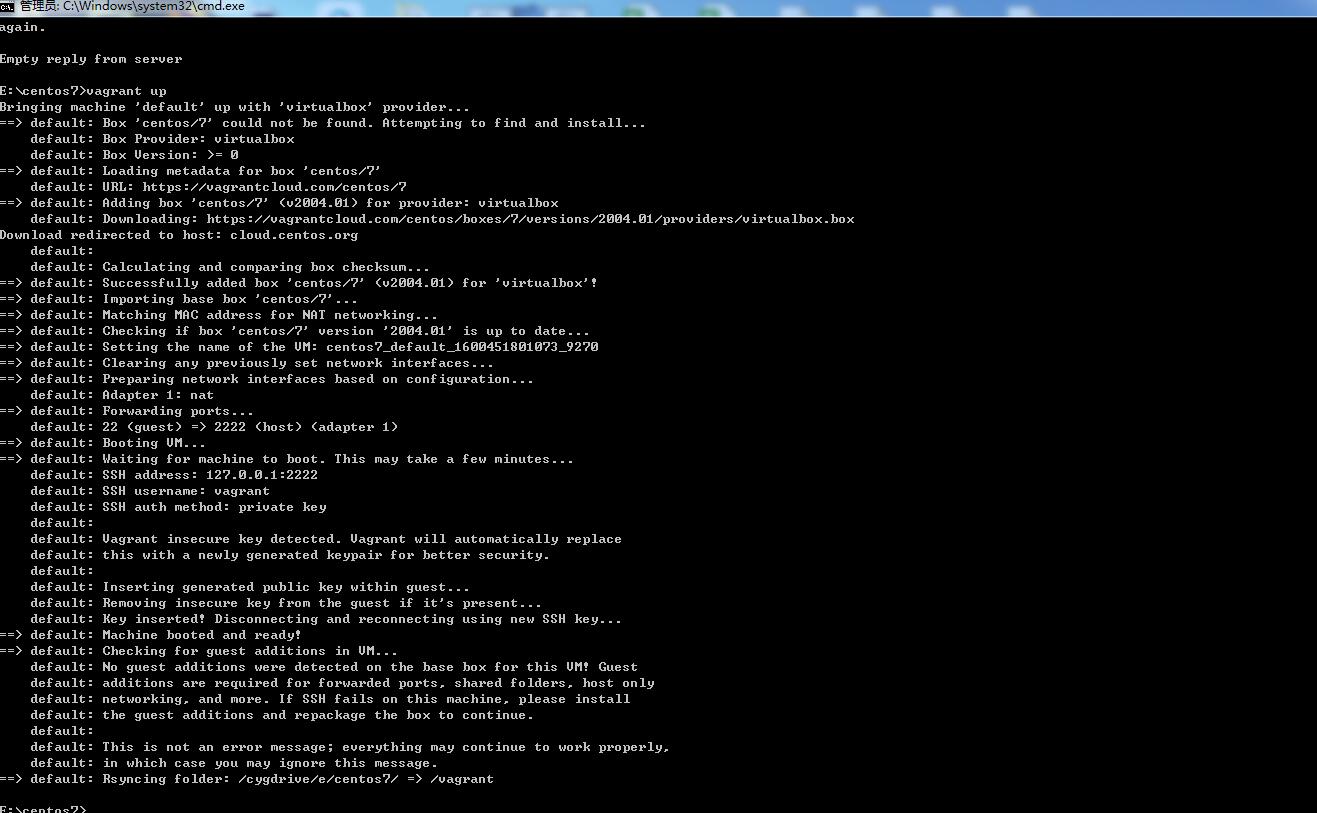 管理员: C:\Windows\system32\cmd.exe
again.
Empty reply from server
E:\centos7>vagrant up
Bringing machine 'default' up with 'virtualbox' provider...
==> default: Box 'centos/7' could not be found. Attempting to find and install...
default: Box Provider: virtualbox
default: Box Version: >= 0
==> default: Loading metadata for box 'centos/7'
default: URL: https://vagrantcloud.com/centos/7
==> default: Adding box 'centos/7' (v2004.01) for provider: virtualbox
default: Downloading: https://vagrantcloud.com/centos/boxes/7/versions/2004.01/providers/virtualbox.box
Download redirected to host: cloud.centos.org
default:
default: Calculating and comparing box checksum...
==> default: Successfully added box 'centos/7' (v2004.01) for 'virtualbox'!
==> default: Importing base box 'centos/7'...
==> default: Matching MAC address for NAT networking...
==> default: Checking if box 'centos/7' version '2004.01' is up to date...
==> default: Setting the name of the VM: centos7_default_1600451801073_9270
==> default: Clearing any previously set network interfaces...
==> default: Preparing network interfaces based on configuration...
default: Adapter 1: nat
==> default: Forwarding ports...
default: 22 (guest) => 2222 (host) (adapter 1)
==> default: Booting VM...
==> default: Waiting for machine to boot. This may take a few minutes...
default: SSH address: 127.0.0.1:2222
default: SSH username: vagrant
default: SSH auth method: private key
default:
default: Vagrant insecure key detected. Vagrant will automatically replace
default: this with a newly generated keypair for better security.
default:
default: Inserting generated public key within guest...
default: Removing insecure key from the guest if it's present...
default: Key inserted! Disconnecting and reconnecting using new SSH key...
==> default: Machine booted and ready!
==> default: Checking for guest additions in VM...
default: No guest additions were detected on the base box for this VM! Guest
default: additions are required for forwarded ports, shared folders, host only
default: networking, and more. If SSH fails on this machine, please install
default: the guest additions and repackage the box to continue.
default:
default: This is not an error message; everything may continue to work properly,
default: in which case you may ignore this message.
==> default: Rsyncing folder: /cygdrive/e/centos7/ => /vagrant
E:\centos7>